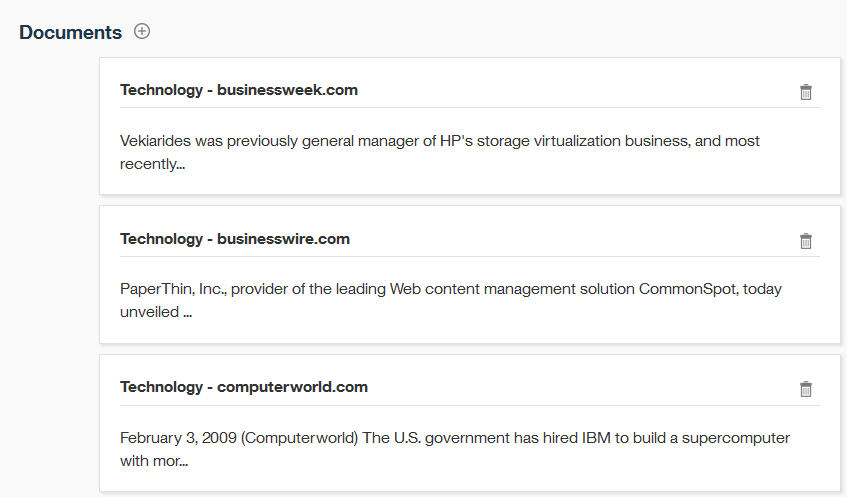 Documents
Technology - businessweek.com
Vekiarides was previously general manager of HP's storage virtualization business, and most
recently...
Technology - businesswire.com
PaperThin, Inc., provider of the leading Web content management solution CommonSpot, today
unveiled ...
Technology - computerworld.com
February 3, 2009 (Computerworld) The U.S. government has hired IBM to build a supercomputer
with mor...